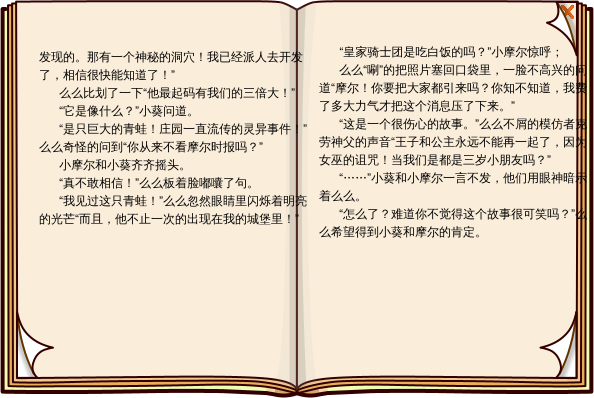 发现的。那有一个神秘的洞穴！我已经派人去开发
了，相信很快能知道了！”
么么比划了一下“他最起码有我们的三倍大！”
“它是像什么？”小葵问道。
“是只巨大的青蛙！庄园一直流传的灵异事件！”
么么奇怪的问到“你从来不看摩尔时报吗？”
小摩尔和小葵齐齐摇头。
“真不敢相信！”么么板着脸嘟囔了句。
“我见过这只青蛙！”么么忽然眼睛里闪烁着明亮
的光芒“而且，他不止一次的出现在我的城堡里！”
“皇家骑士团是吃白饭的吗？”小摩尔惊呼；
么么“唰”的把照片塞回口袋里，一脸不高兴的问
道“摩尔！你要把大家都引来吗？你知不知道，我费
了多大力气才把这个消息压了下来。”
“这是一个很伤心的故事。”么么不屑的模仿者克
劳神父的声音“王子和公主永远不能再一起了，因为
女巫的诅咒！当我们是都是三岁小朋友吗？”
“……”小葵和摩尔一言不发，他们用眼神暗示
着么么。
“怎么了？难道你不觉得这个故事很可笑吗？”么
么希望得到小葵和摩尔的肯定。